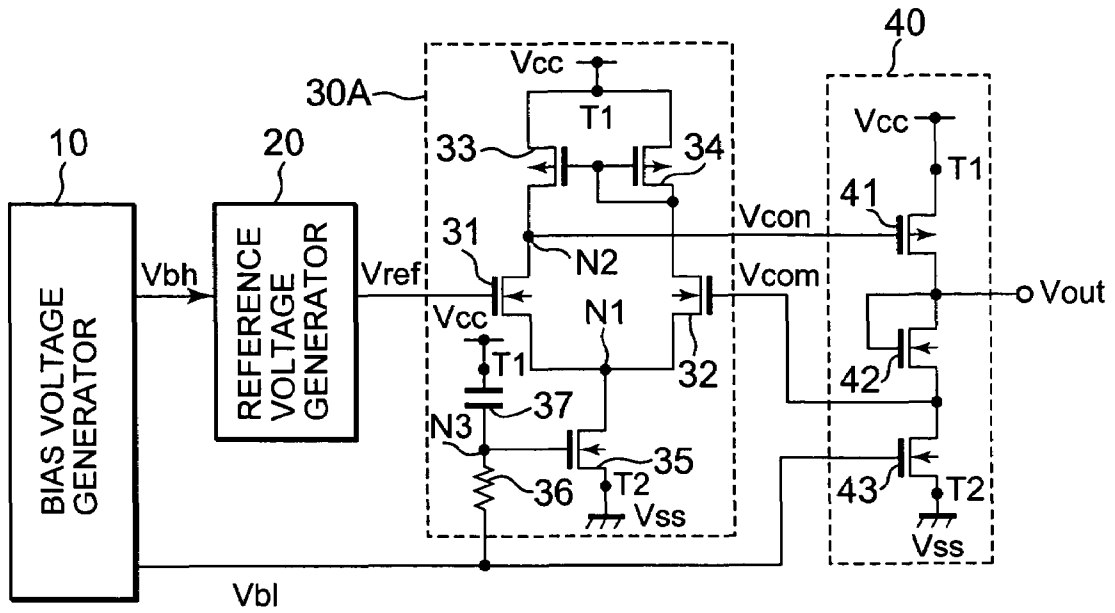 10
BIAS VOLTAGE
GENERATOR
Vbh
20
REFERENCE
VOLTAGE
GENERATOR
Vref
30A
Vcc
T1
33
34
31
N2
Vcon
Vcom
N1
32
Vcc
T1
37
N3
35
36
T2
Vss
Vbl
40
Vcc
T1
41
Vout
42
43
T2
Vss